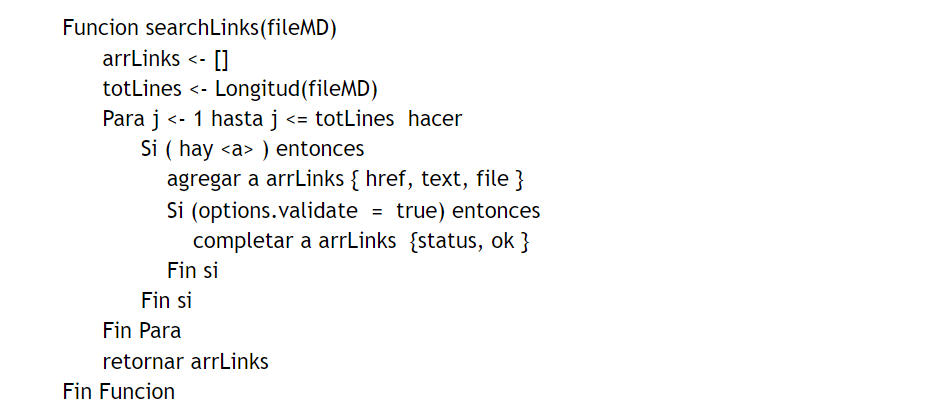 Funcion searchLinks(fileMD)
arrLinks <- []
totLines <- Longitud(fileMD)
Para j <- 1 hasta j <= totLines hacer
Si ( hay <a> ) entonces
agregar a arrLinks { href, text, file }
Si (options.validate = true) entonces
completar a arrLinks {status, ok }
Fin si
Fin si
Fin Para
retornar arrLinks
Fin Funcion